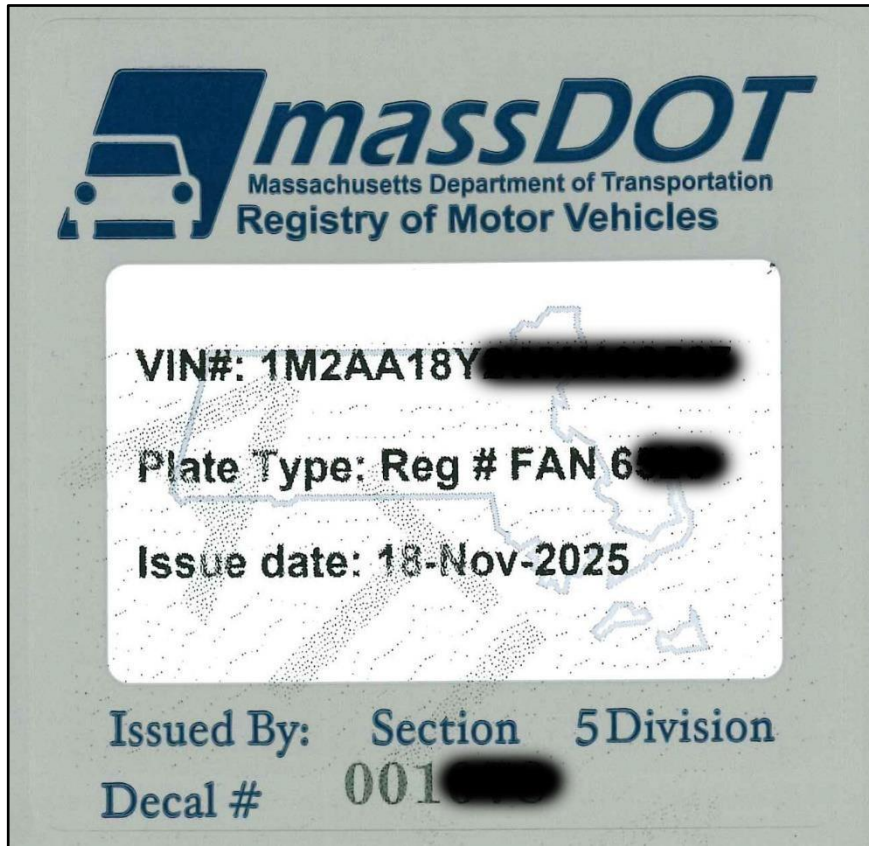 massDOT
Massachusetts Department of Transportation
Registry of Motor Vehicles
VIN#: 1M2AA18Y
Plate Type: Reg # FAN 6
Issue date: 18-Nov-2025
Issued By: Section 5 Division
Decal # 001